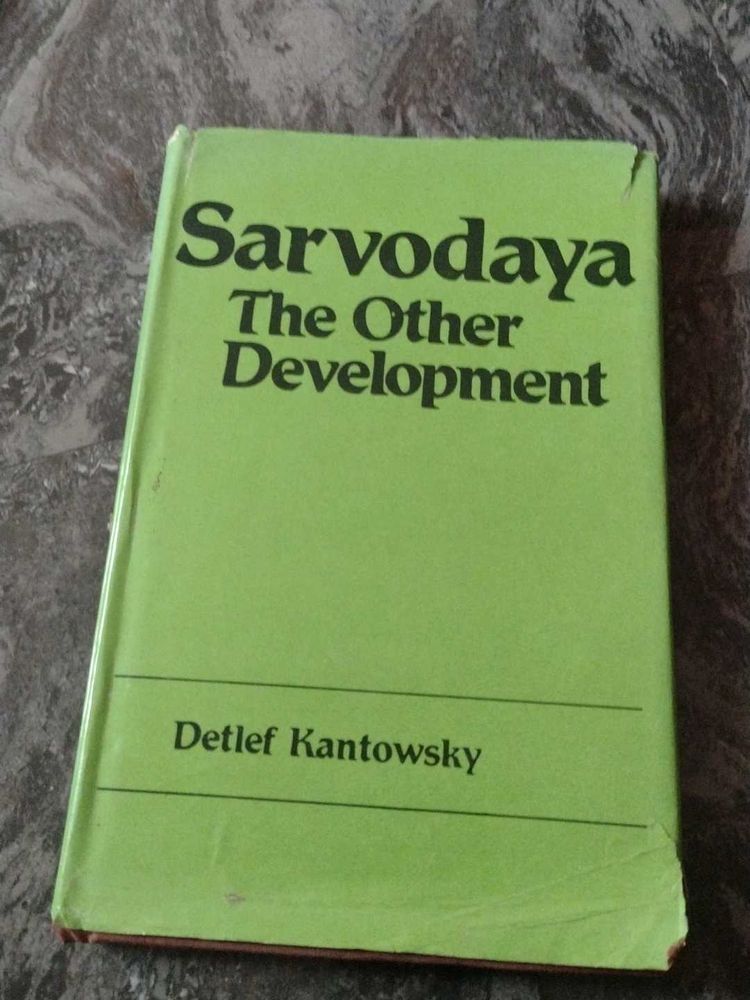 Sarvodaya
The Other
Development
Detlef Kantowsky